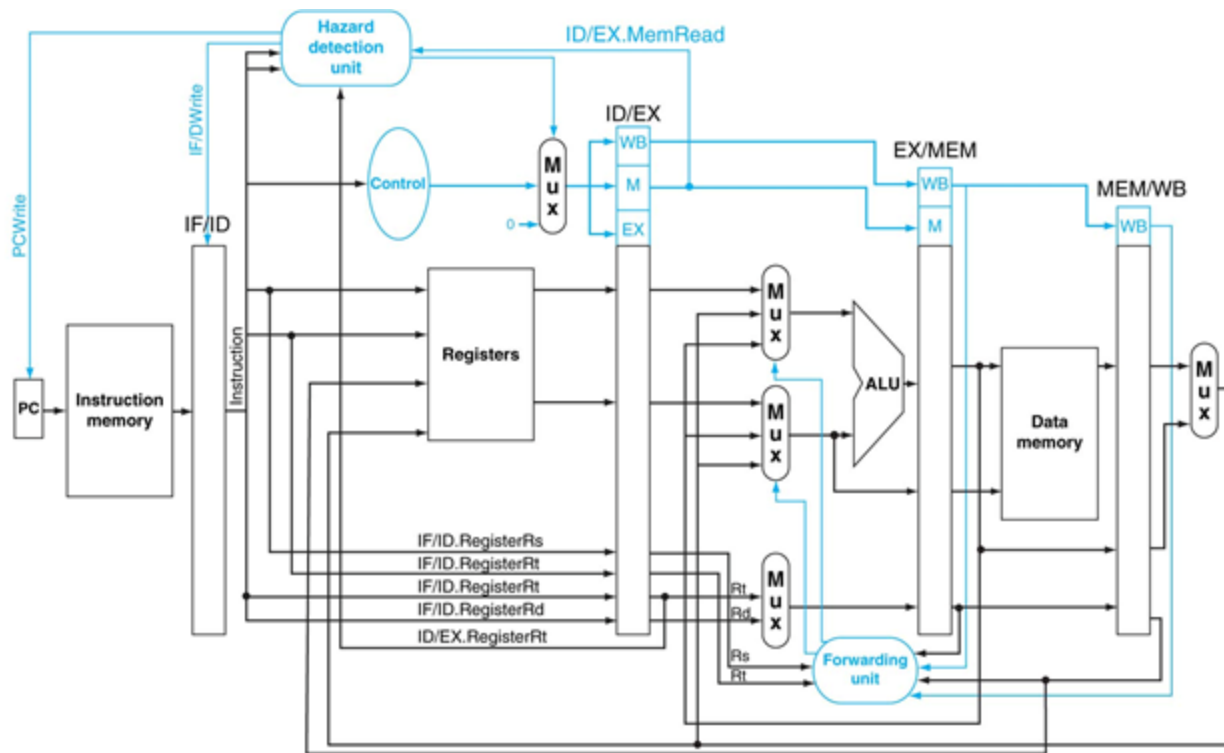 Hazard
detection
unit
ID/EX.MemRead
ID/EX
IF/DWrite
PCWrite
Control
Mux
0
WB
M
EX
EX/MEM
WB
M
MEM/WB
WB
IF/ID
PC
Instruction
memory
Instruction
Registers
Mux
Mux
ALU
Data
memory
Mux
IF/ID.RegisterRs
IF/ID.RegisterRt
IF/ID.RegisterRt
IF/ID.RegisterRd
ID/EX.RegisterRt
Rt
Rd
Mux
Rs
Rt
Forwarding
unit